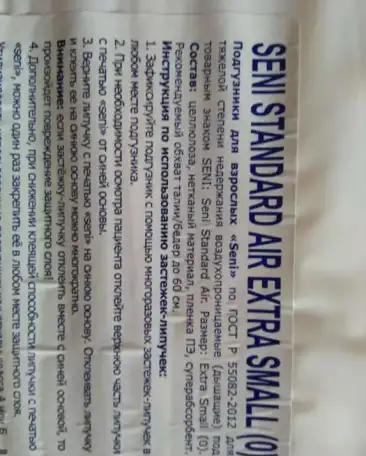 SENI STANDARD AIR EXTRA SMALL (0)
Подгузники для взрослых «Seni» по ГОСТ Р 55082-2012 для
тяжелой степени недержания воздухопроницаемые (дышащие) под
товарным знаком SENI: Seni Standard Air. Размер: Extra Small (0).
Состав: целлюлоза, нетканый материал, пленка ПЭ, суперабсорбент.
Рекомендуемый обхват талии/бедер до 60 см.
Инструкция по использованию застежек-липучек:
1. Зафиксируйте подгузник с помощью многоразовых застежек-липучек в
любом месте подгузника.
2. При необходимости осмотра пациента отклейте верхнюю часть липучки
с печатью «seni» от синей основы.
3. Верните липучку с печатью «seni» на синюю основу. Отклеивать липучку
и клеить ее на синюю основу можно многократно.
Внимание: если застежку-липучку отклеить вместе с синей основой, то
произойдет повреждение защитного слоя!
4. Дополнительно, при снижении клеящей способности липучки с печатью
«seni», можно один раз закрепить её в любом месте защитного слоя.